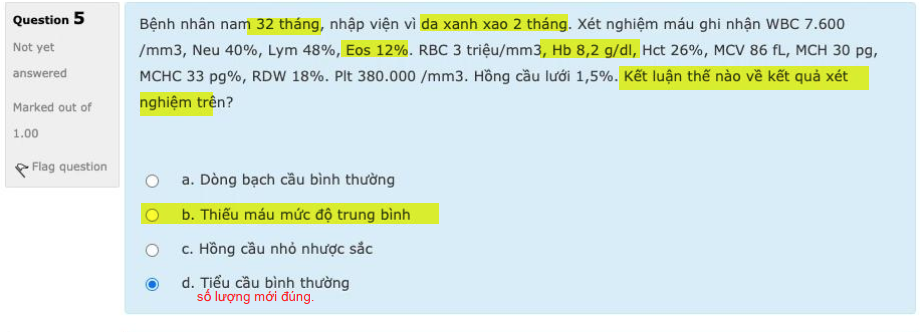 Question 5
Not yet
answered
Marked out of
1.00
Flag question
Bệnh nhân nam 32 tháng, nhập viện vì da xanh xao 2 tháng. Xét nghiệm máu ghi nhận WBC 7.600
/mm3, Neu 40%, Lym 48%, Eos 12%. RBC 3 triệu/mm3, Hb 8,2 g/dl, Hct 26%, MCV 86 fL, MCH 30 pg,
MCHC 33 pg%, RDW 18%. Plt 380.000 /mm3. Hồng cầu lưới 1,5%. Kết luận thế nào về kết quả xét
nghiệm trên?
a. Dòng bạch cầu bình thường
b. Thiếu máu mức độ trung bình
c. Hồng cầu nhỏ nhược sắc
d. Tiểu cầu bình thường
số lượng mới đúng.